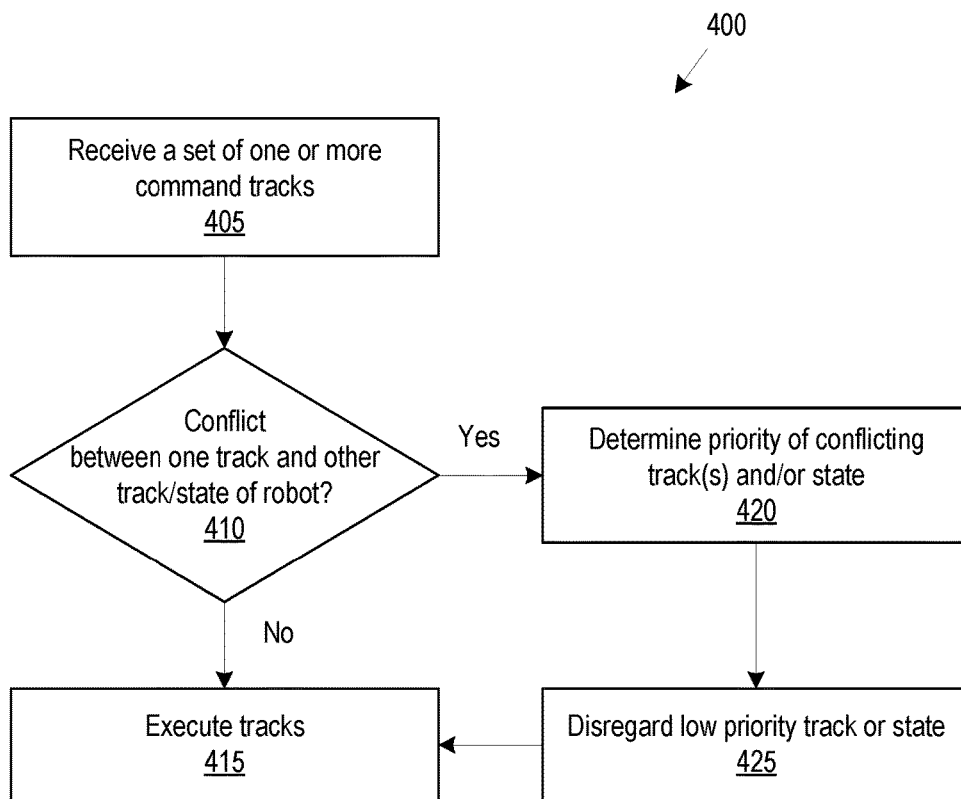 400
Receive a set of one or more
command tracks
405
Conflict
between one track and other
track/state of robot?
410
Yes
Determine priority of conflicting
track(s) and/or state
420
No
Execute tracks
415
Disregard low priority track or state
425